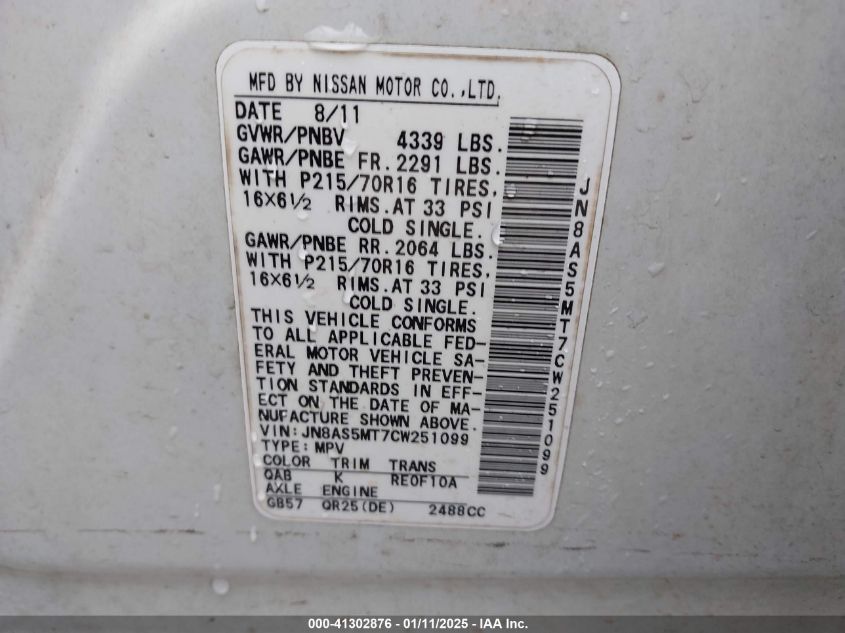 MFD BY NISSAN MOTOR CO.,LTD.
DATE 8/11
GVWR/PNBV 4339 LBS.
GAWR/PNBE FR. 2291 LBS.
WITH P215/70R16 TIRES,
16X6½ RIMS. AT 33 PSI
COLD SINGLE.
GAWR/PNBE RR. 2064 LBS.
WITH P215/70R16 TIRES,
16X6½ RIMS. AT 33 PSI
COLD SINGLE.
THIS VEHICLE CONFORMS
TO ALL APPLICABLE FED-
ERAL MOTOR VEHICLE SA-
FETY AND THEFT PREVEN-
TION STANDARDS IN EFF-
ECT ON THE DATE OF MA-
NUFACTURE SHOWN ABOVE.
VIN: JN8AS5MT7CW251099
TYPE: MPV
COLOR TRIM TRANS
QAB K RE0F10A
AXLE ENGINE
GB57 QR25(DE) 2488CC
JN8AS5MT7CW251099
000-41302876 - 01/11/2025 - IAA Inc.